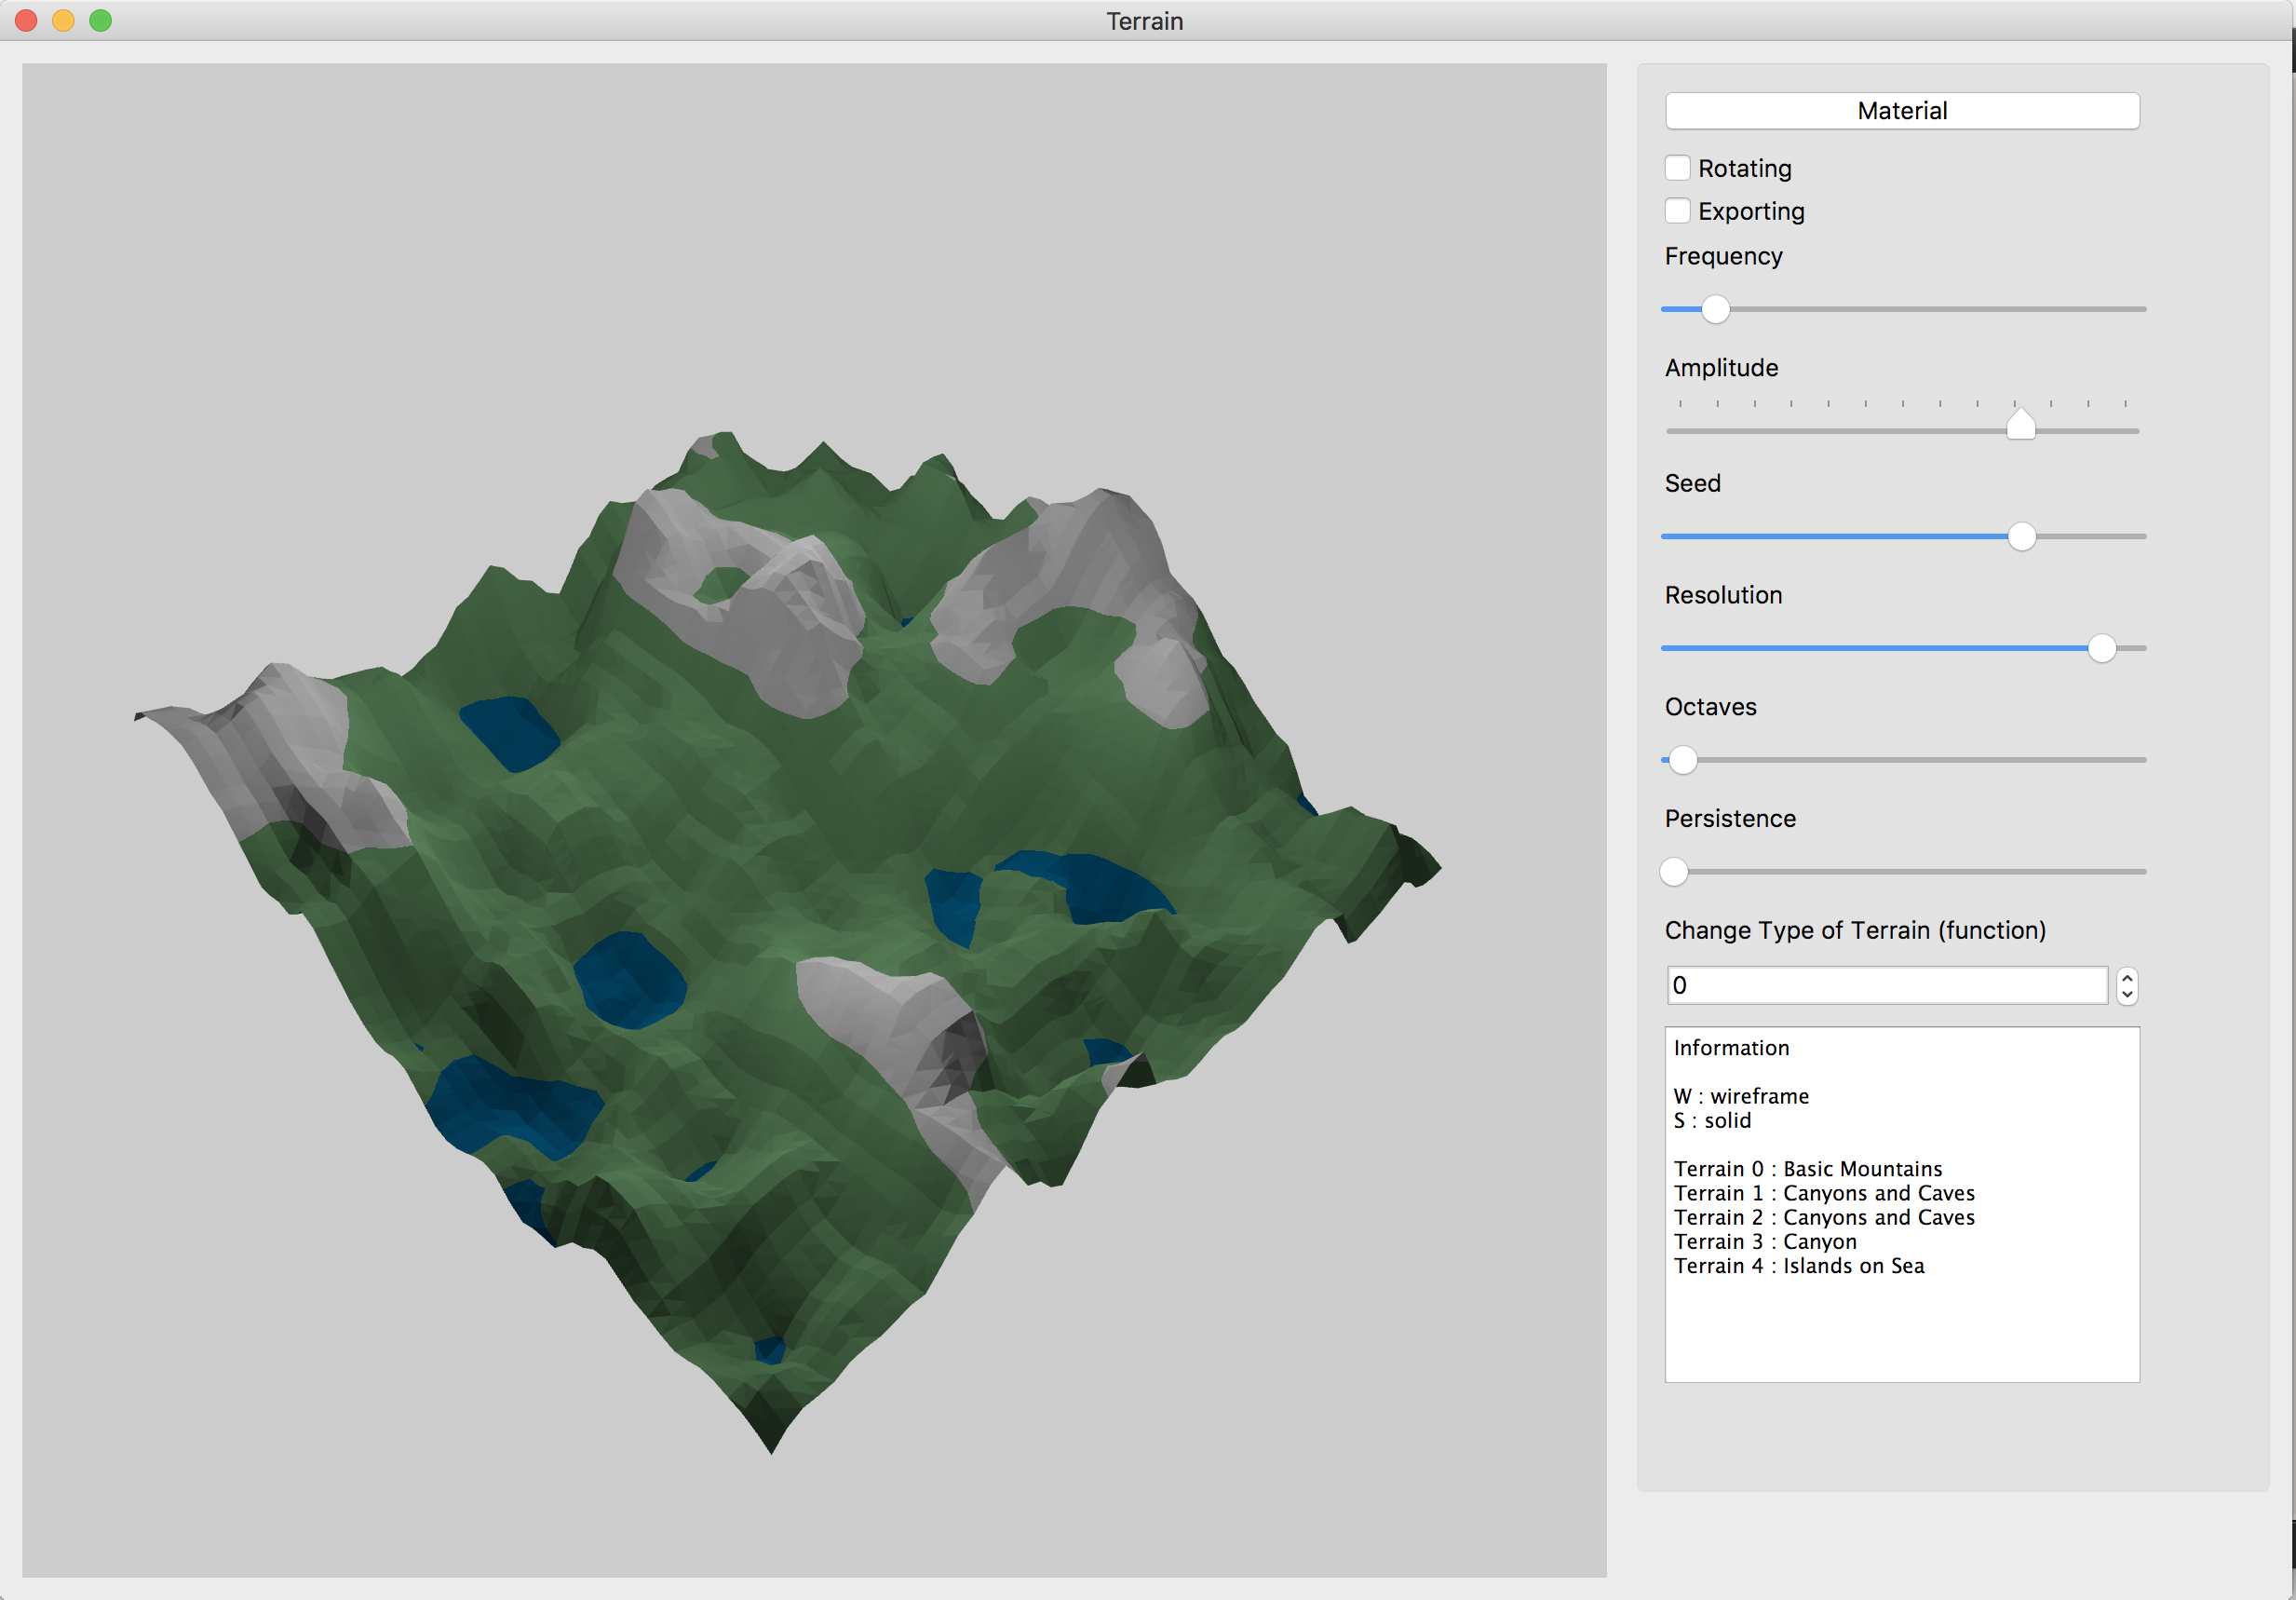 Terrain
Material
Rotating
Exporting
Frequency
Amplitude
Seed
Resolution
Octaves
Persistence
Change Type of Terrain (function)
0
Information
W : wireframe
S : solid
Terrain 0 : Basic Mountains
Terrain 1 : Canyons and Caves
Terrain 2 : Canyons and Caves
Terrain 3 : Canyon
Terrain 4 : Islands on Sea